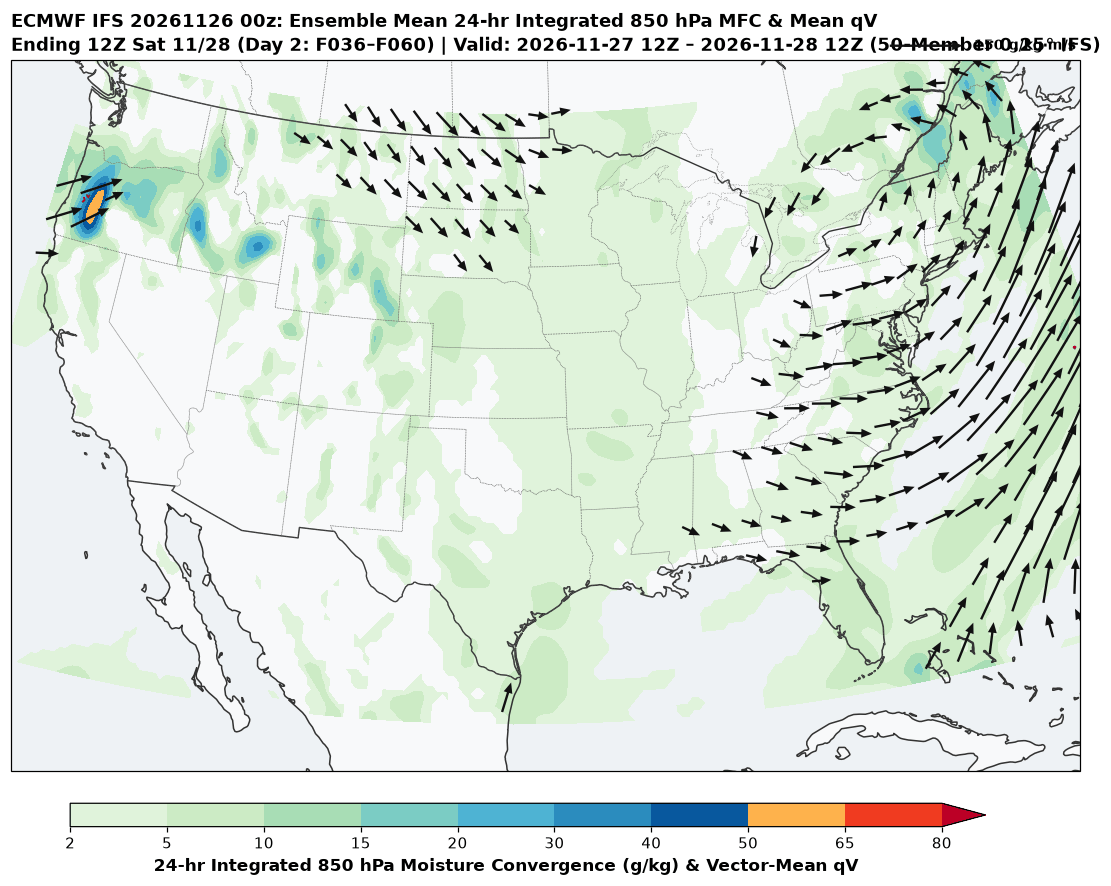 ECMWF IFS 20261126 00z: Ensemble Mean 24-hr Integrated 850 hPa MFC & Mean qV
Ending 12Z Sat 11/28 (Day 2: F036–F060) | Valid: 2026-11-27 12Z – 2026-11-28 12Z (50-Member 0.25° IFS)
150 g/kg·m/s
2 5 10 15 20 30 40 50 65 80
24-hr Integrated 850 hPa Moisture Convergence (g/kg) & Vector-Mean qV